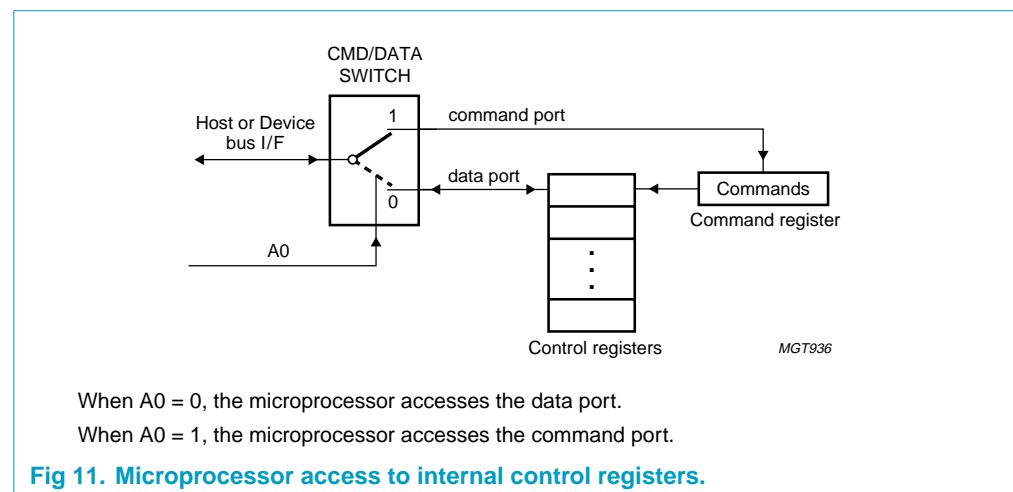 CMD/DATA
SWITCH
Host or Device
bus I/F
1
command port
data port
0
A0
Commands
Command register
Control registers
MGT936
When A0 = 0, the microprocessor accesses the data port.
When A0 = 1, the microprocessor accesses the command port.
Fig 11. Microprocessor access to internal control registers.